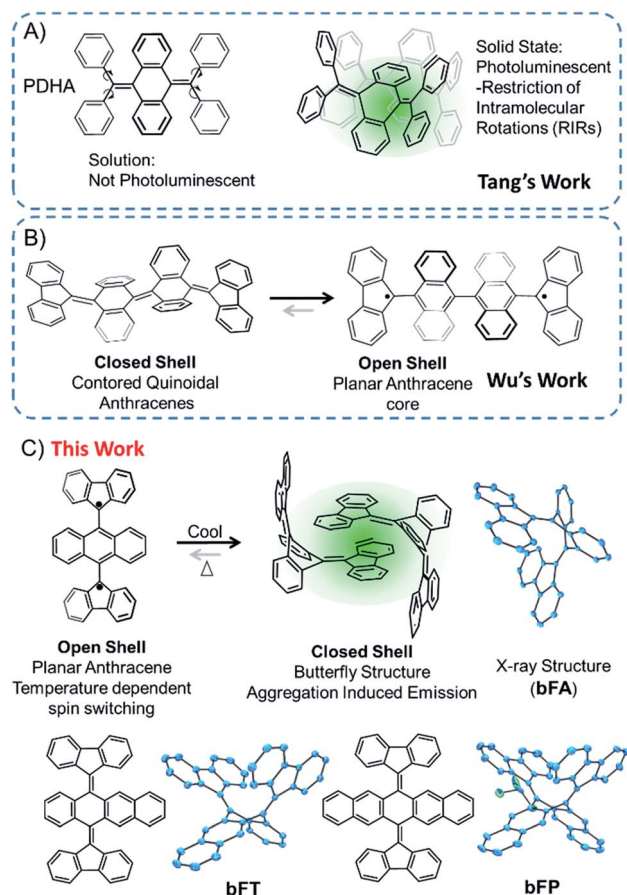 A)
PDHA
Solution:
Not Photoluminescent
Solid State:
Photoluminescent
-Restriction of
Intramolecular
Rotations (RIRs)
Tang's Work
B)
Closed Shell
Contored Quinoidal
Anthracenes
Open Shell
Planar Anthracene
core
Wu's Work
C) This Work
Cool
Δ
Open Shell
Planar Anthracene
Temperature dependent
spin switching
Closed Shell
Butterfly Structure
Aggregation Induced Emission
X-ray Structure
(bFA)
bFT
bFP